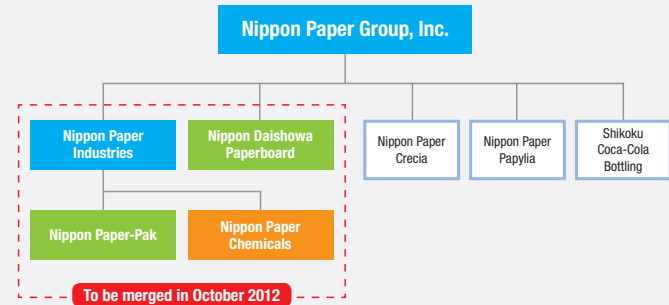 Nippon Paper Group, Inc.
Nippon Paper
Industries
Nippon Daishowa
Paperboard
Nippon Paper
Crecia
Nippon Paper
Papylia
Shikoku
Coca-Cola
Bottling
Nippon Paper-Pak
Nippon Paper
Chemicals
To be merged in October 2012